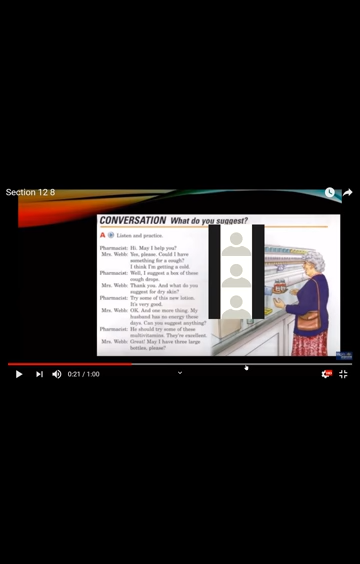 Section 12 8
CONVERSATION What do you suggest?
A Listen and practice.
Pharmacist: Hi. May I help you?
Mrs. Webb: Yes, please. Could I have
something for a cough?
I think I'm getting a cold.
Pharmacist: Well, I suggest a box of these
cough drops.
Mrs. Webb: Thank you. And what do you
suggest for dry skin?
Pharmacist: Try some of this new lotion.
It's very good.
Mrs. Webb: OK. And one more thing. My
husband has no energy these
days. Can you suggest anything?
Pharmacist: He should try some of these
multivitamins. They're excellent.
Mrs. Webb: Great! May I have three large
bottles, please?
0:21 / 1:00